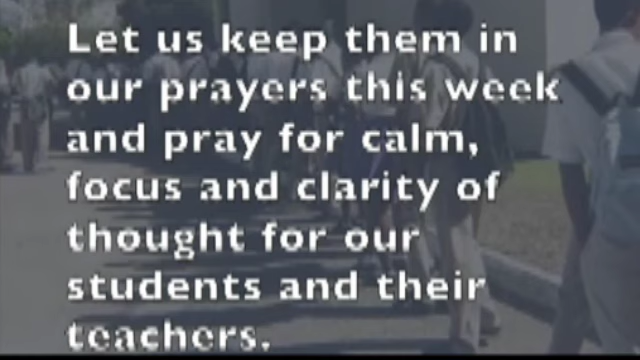 Let us keep them in
our prayers this week
and pray for calm,
focus and clarity of
thought for our
students and their
teachers.